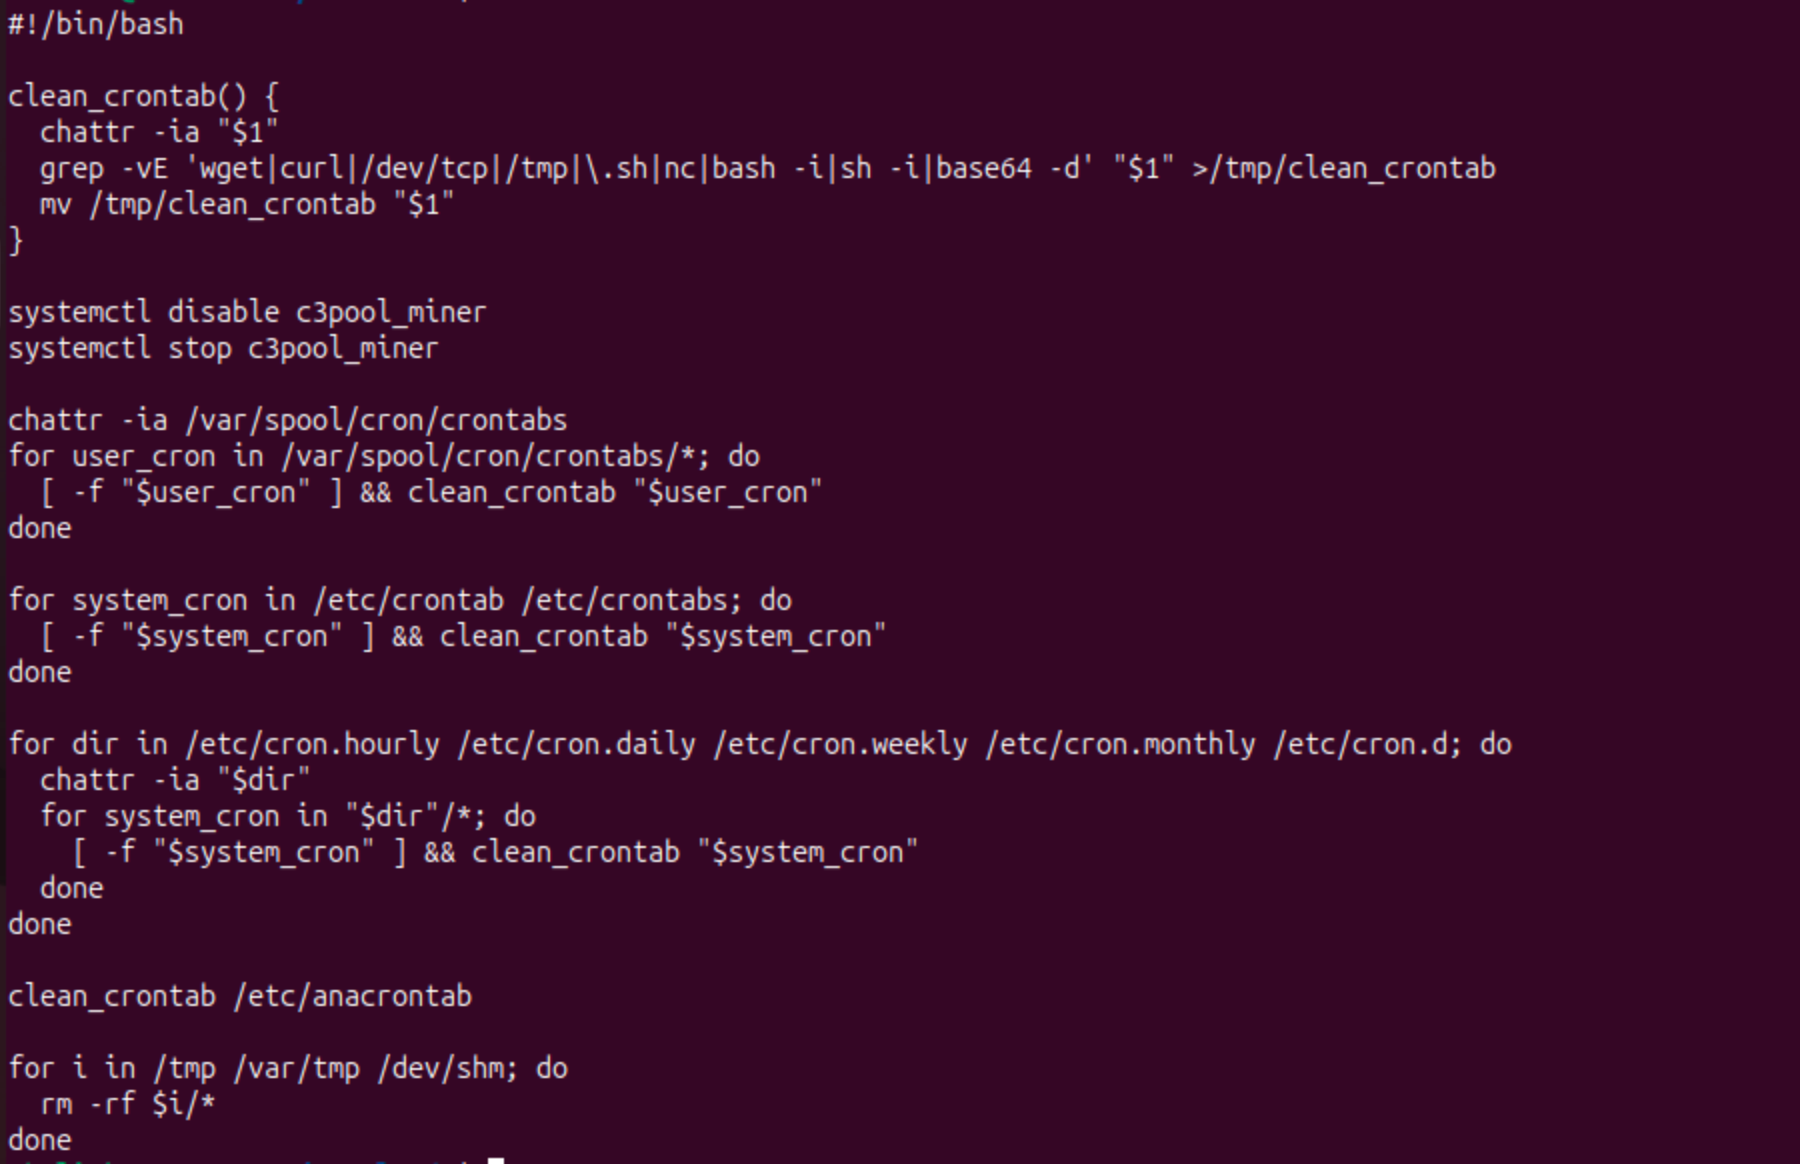 #!/bin/bash

clean_crontab() {
  chattr -ia "$1"
  grep -vE 'wget|curl|/dev/tcp|/tmp|\.sh|nc|bash -i|sh -i|base64 -d' "$1" >/tmp/clean_crontab
  mv /tmp/clean_crontab "$1"
}

systemctl disable c3pool_miner
systemctl stop c3pool_miner

chattr -ia /var/spool/cron/crontabs
for user_cron in /var/spool/cron/crontabs/*; do
  [ -f "$user_cron" ] && clean_crontab "$user_cron"
done

for system_cron in /etc/crontab /etc/crontabs; do
  [ -f "$system_cron" ] && clean_crontab "$system_cron"
done

for dir in /etc/cron.hourly /etc/cron.daily /etc/cron.weekly /etc/cron.monthly /etc/cron.d; do
  chattr -ia "$dir"
  for system_cron in "$dir"/*; do
    [ -f "$system_cron" ] && clean_crontab "$system_cron"
  done
done

clean_crontab /etc/anacrontab

for i in /tmp /var/tmp /dev/shm; do
  rm -rf $i/*
done